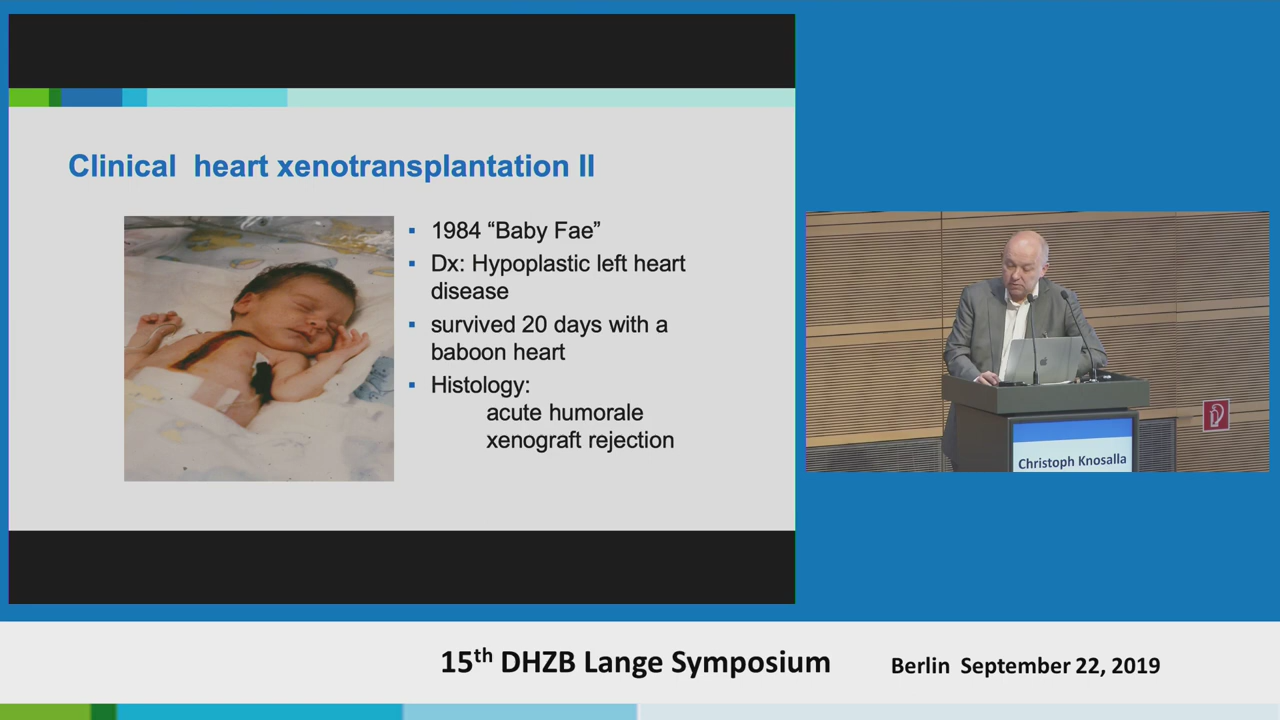 Clinical heart xenotransplantation II
▪ 1984 “Baby Fae”
▪ Dx: Hypoplastic left heart
disease
▪ survived 20 days with a
baboon heart
▪ Histology:
acute humorale
xenograft rejection
Christoph Knosalla
15th DHZB Lange Symposium
Berlin September 22, 2019